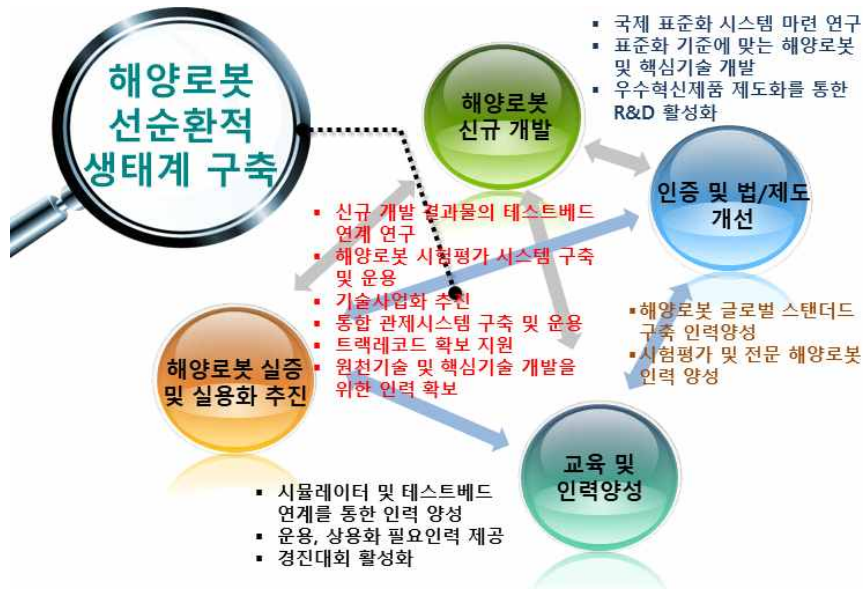 해양로봇
선순환적
생태계 구축
해양로봇
신규 개발
▪ 국제 표준화 시스템 마련 연구
▪ 표준화 기준에 맞는 해양로봇
및 핵심기술 개발
▪ 우수혁신제품 제도화를 통한
R&D 활성화
인증 및 법/제도
개선
▪ 신규 개발 결과물의 테스트베드
연계 연구
▪ 해양로봇 시험평가 시스템 구축
및 운용
▪ 기술사업화 추진
▪ 통합 관제시스템 구축 및 운용
▪ 트랙레코드 확보 지원
▪ 원천기술 및 핵심기술 개발을
위한 인력 확보
▪ 해양로봇 글로벌 스탠더드
구축 인력양성
▪ 시험평가 및 전문 해양로봇
인력 양성
해양로봇 실증
및 실용화 추진
교육 및
인력양성
▪ 시뮬레이터 및 테스트베드
연계를 통한 인력 양성
▪ 운용, 상용화 필요인력 제공
▪ 경진대회 활성화